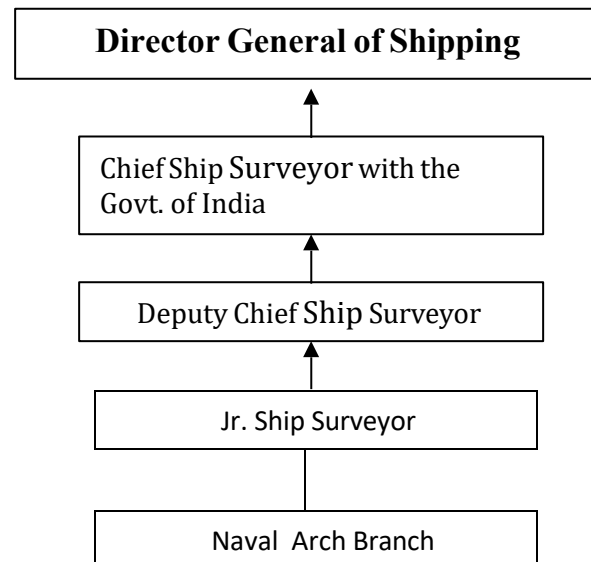 Director General of Shipping
Chief Ship Surveyor with the
Govt. of India
Deputy Chief Ship Surveyor
Jr. Ship Surveyor
Naval Arch Branch